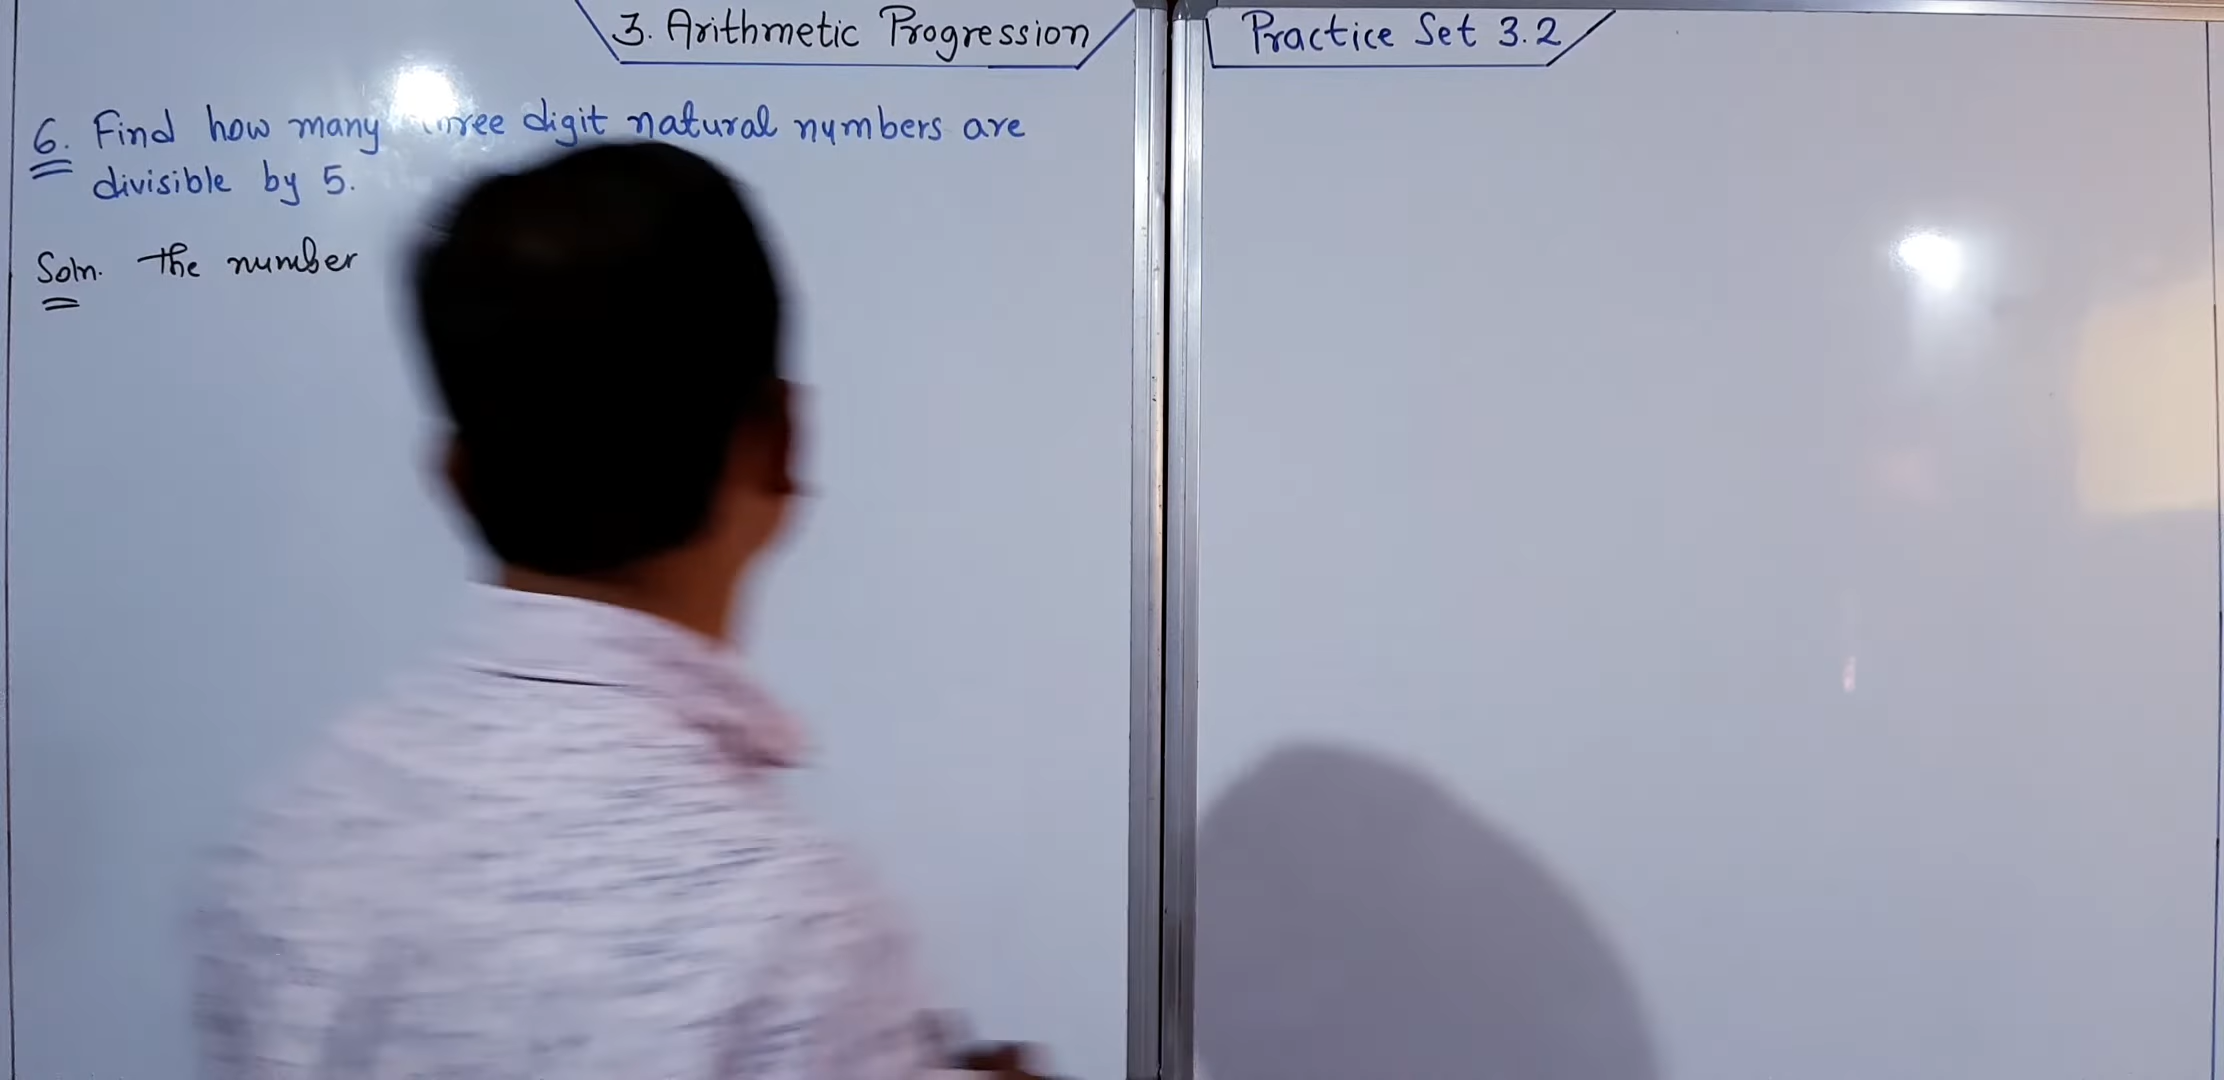 3. Arithmetic Progression
Practice Set 3.2
6. Find how many three digit natural numbers are
divisible by 5.
Soln. The number